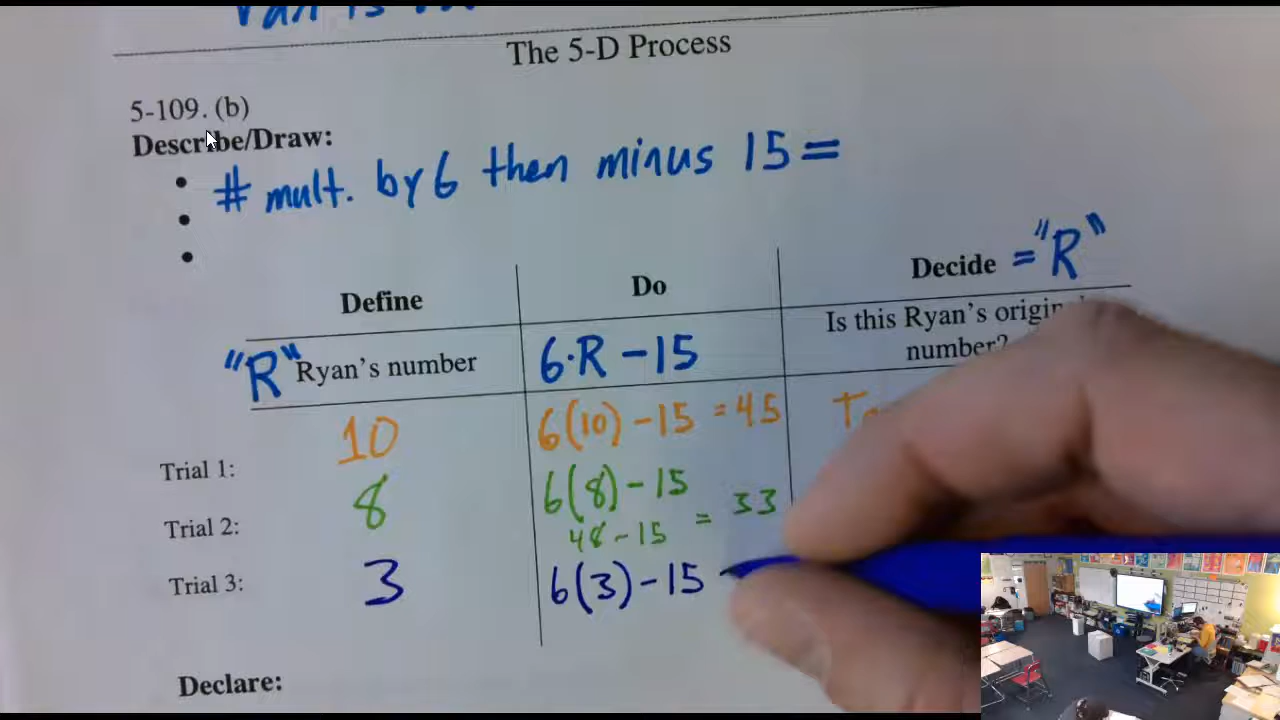 The 5-D Process
5-109. (b)
Describe/Draw:
# mult. by 6 then minus 15 =
Define
Do
Decide = "R"
"R" Ryan's number
6·R - 15
Is this Ryan's
number?
Trial 1:
10
6(10) - 15 = 45
Trial 2:
8
6(8) - 15
48 - 15 = 33
Trial 3:
3
6(3) - 15
Declare: